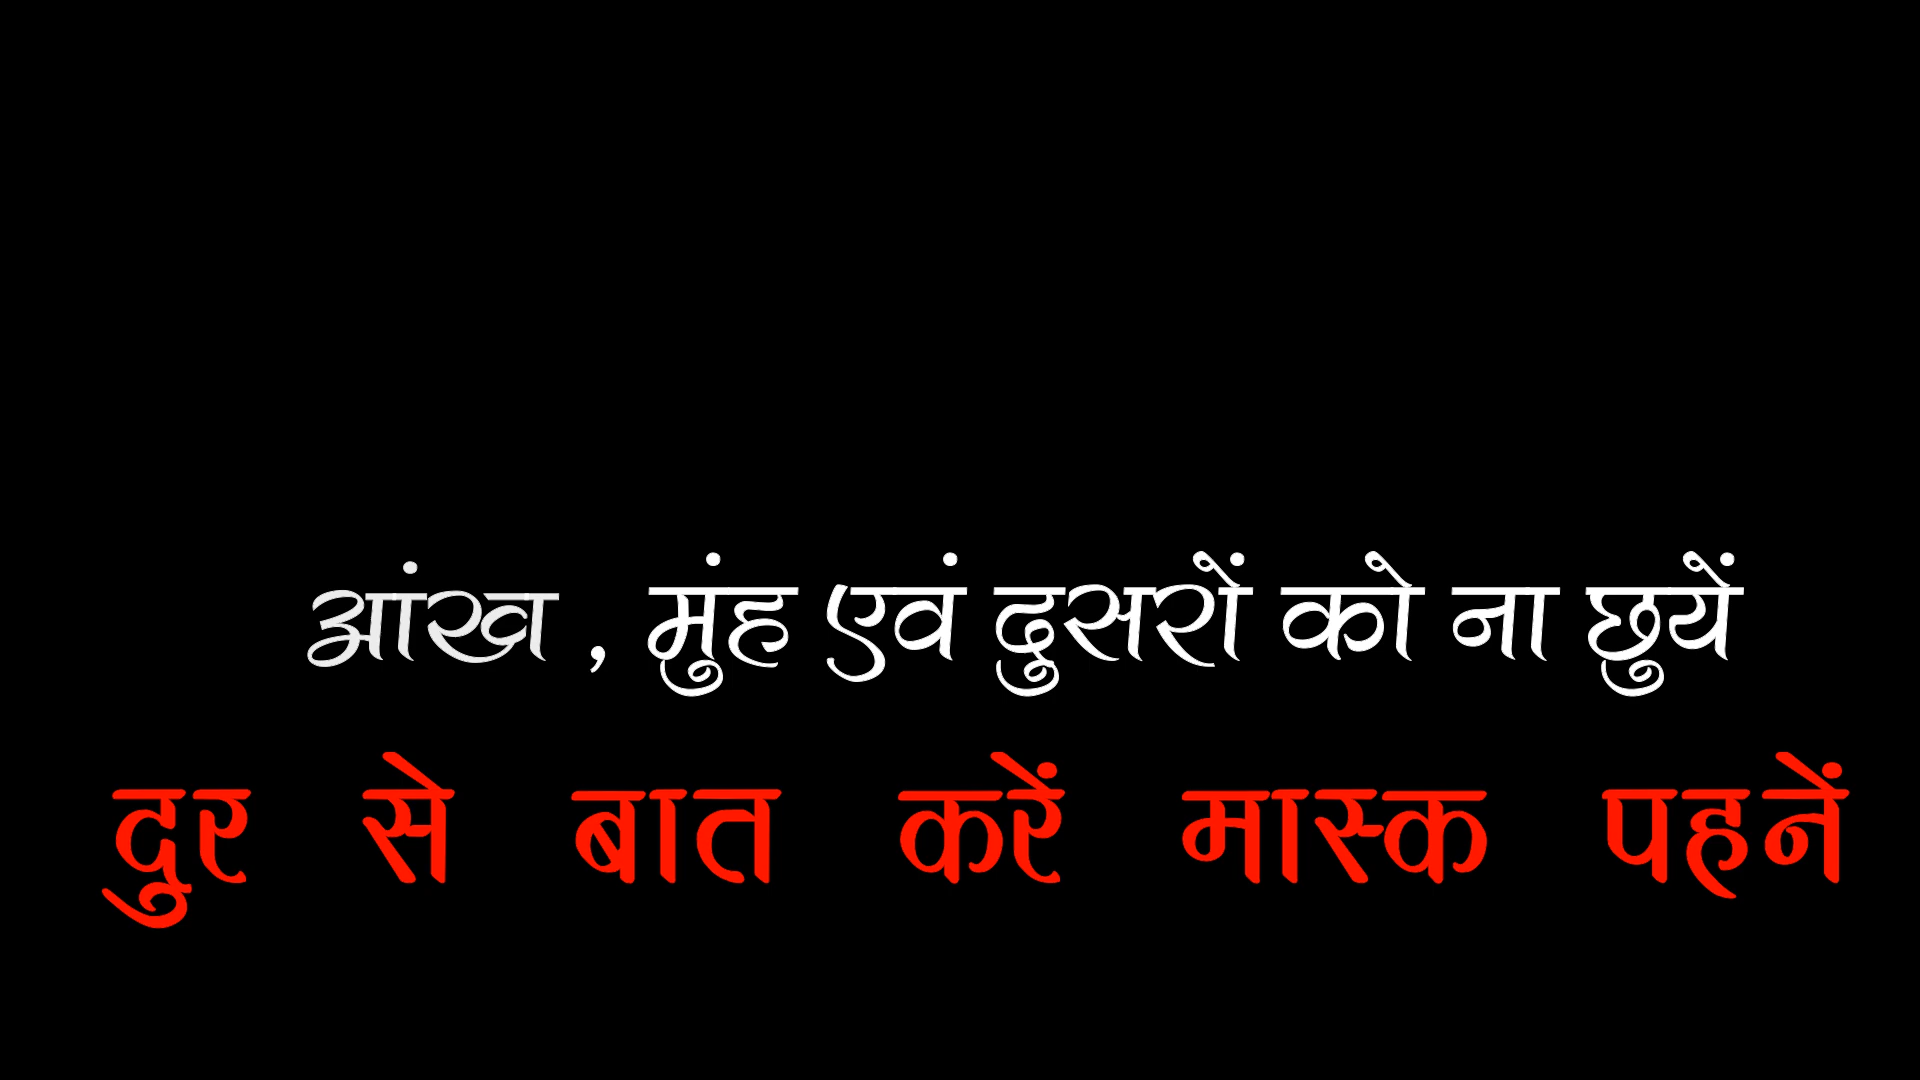 आंख , मुंह एवं दुसरों को ना छुयें
दुर से बात करें मास्क पहनें